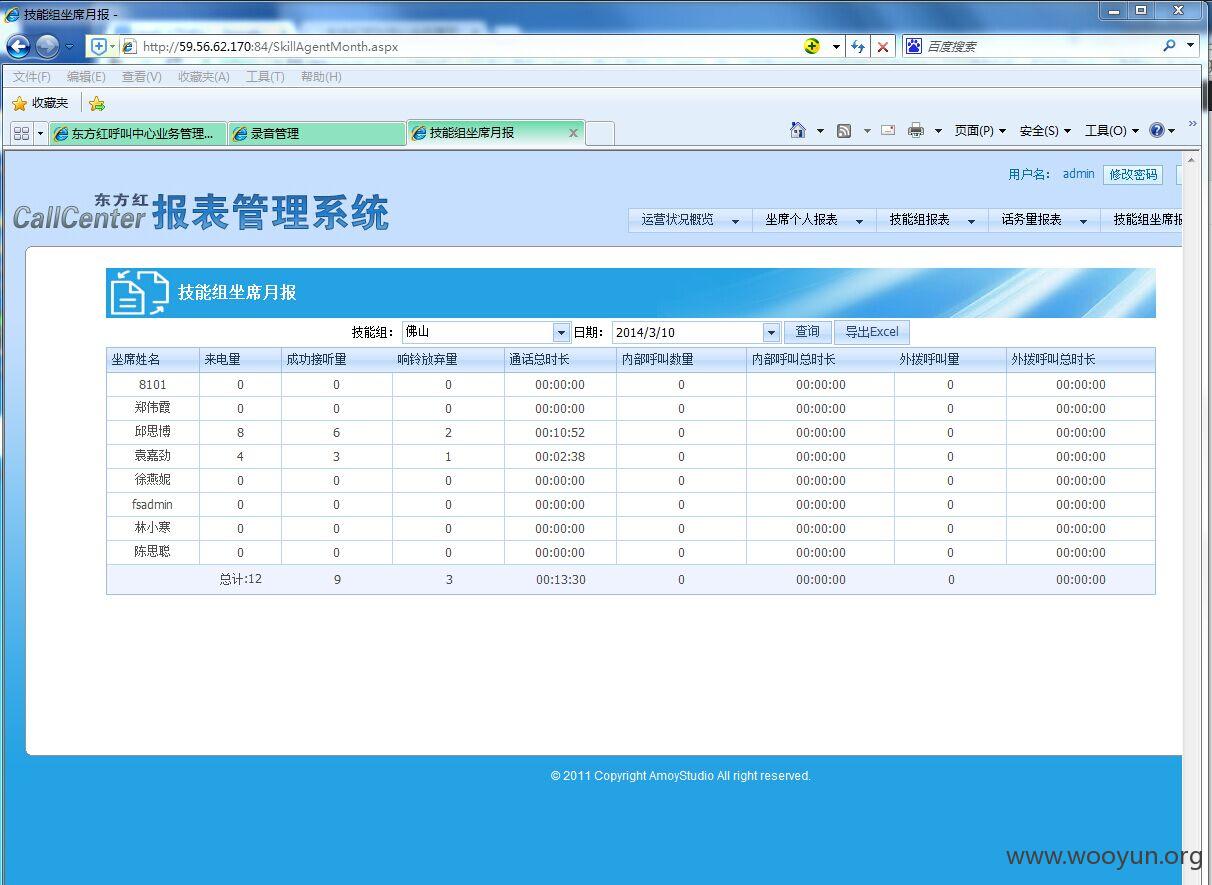 技能组坐席月报 -
http://59.56.62.170:84/SkillAgentMonth.aspx
百度搜索
文件(F) 编辑(E) 查看(V) 收藏夹(A) 工具(T) 帮助(H)
收藏夹
东方红呼叫中心业务管理... 录音管理 技能组坐席月报 页面(P) 安全(S) 工具(O)
用户名: admin 修改密码
东方红 CallCenter 报表管理系统
运营状况概览 坐席个人报表 技能组报表 话务量报表 技能组坐席报
技能组坐席月报
技能组: 佛山 日期: 2014/3/10 查询 导出Excel
坐席姓名 来电量 成功接听量 响铃放弃量 通话总时长 内部呼叫数量 内部呼叫总时长 外拨呼叫量 外拨呼叫总时长
8101 0 0 0 00:00:00 0 00:00:00 0 00:00:00
郑伟霞 0 0 0 00:00:00 0 00:00:00 0 00:00:00
邱思博 8 6 2 00:10:52 0 00:00:00 0 00:00:00
袁嘉劲 4 3 1 00:02:38 0 00:00:00 0 00:00:00
徐燕妮 0 0 0 00:00:00 0 00:00:00 0 00:00:00
fsadmin 0 0 0 00:00:00 0 00:00:00 0 00:00:00
林小寒 0 0 0 00:00:00 0 00:00:00 0 00:00:00
陈思聪 0 0 0 00:00:00 0 00:00:00 0 00:00:00
总计:12 9 3 00:13:30 0 00:00:00 0 00:00:00
© 2011 Copyright AmoyStudio All right reserved.
www.wooyun.org